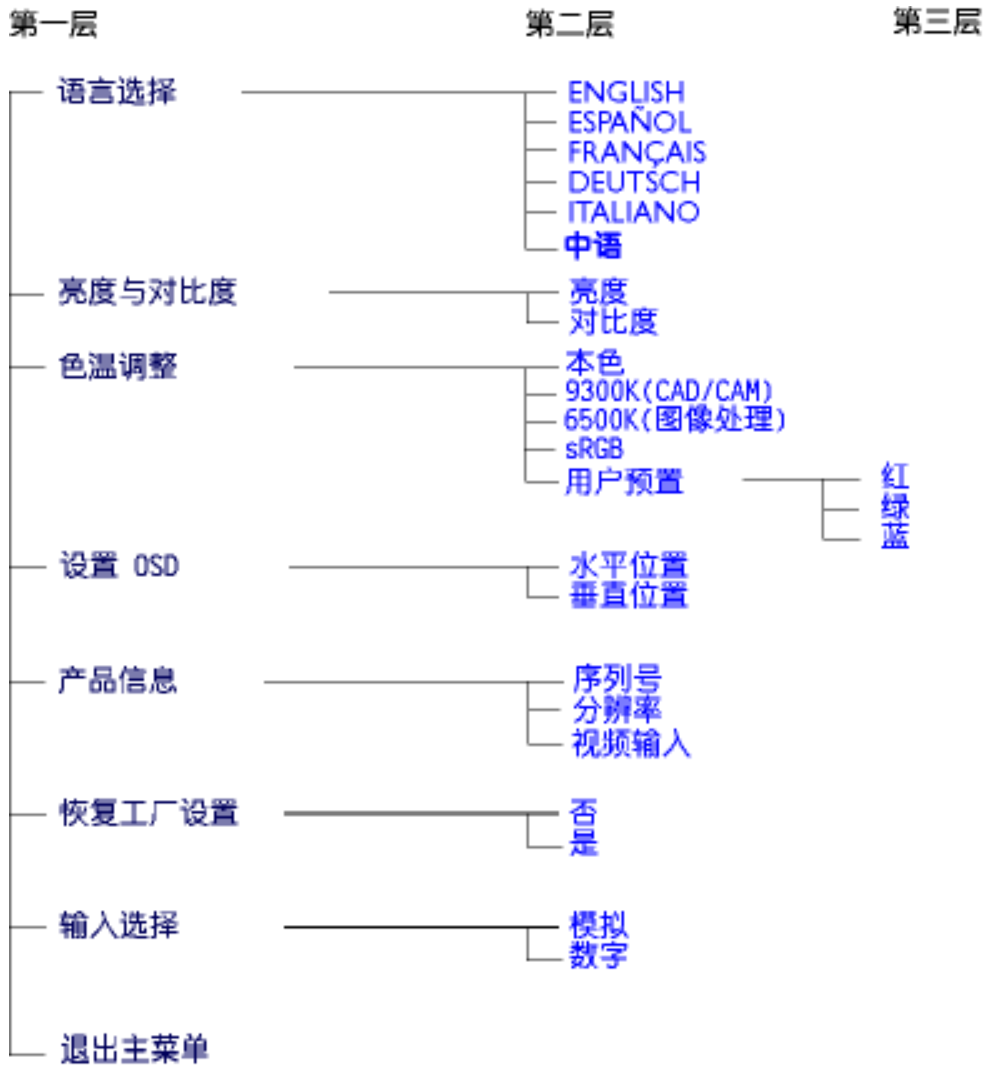 第一层 第二层 第三层
语言选择 ENGLISH
ESPAÑOL
FRANÇAIS
DEUTSCH
ITALIANO
中语
亮度与对比度 亮度
对比度
色温调整 本色
9300K(CAD/CAM)
6500K(图像处理)
sRGB
用户预置 红
绿
蓝
设置 OSD 水平位置
垂直位置
产品信息 序列号
分辨率
视频输入
恢复工厂设置 否
是
输入选择 模拟
数字
退出主菜单